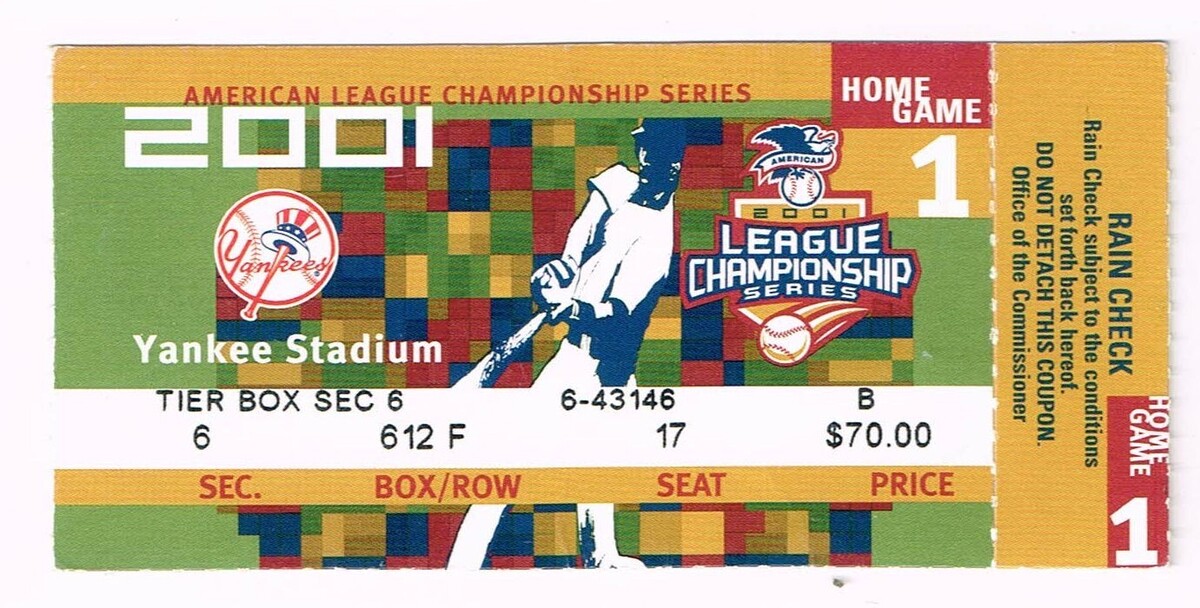 AMERICAN LEAGUE CHAMPIONSHIP SERIES
2001
HOME
GAME
1
Yankees
Yankee Stadium
AMERICAN
2001
LEAGUE
CHAMPIONSHIP
SERIES
TIER BOX SEC 6 6-43146 B
6 612 F 17 $70.00
SEC. BOX/ROW SEAT PRICE
RAIN CHECK
Rain Check subject to the conditions
set forth back hereof.
DO NOT DETACH THIS COUPON.
Office of the Commissioner
HOME
GAME
1